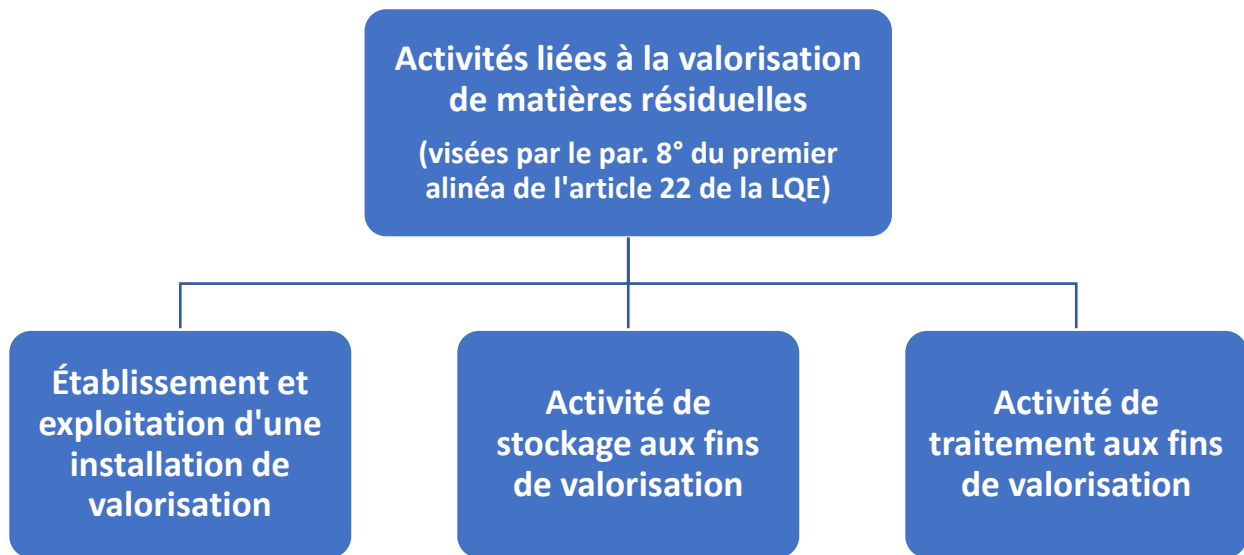 Activités liées à la valorisation
de matières résiduelles
(visées par le par. 8° du premier
alinéa de l'article 22 de la LQE)
Établissement et
exploitation d'une
installation de
valorisation
Activité de
stockage aux fins
de valorisation
Activité de
traitement aux fins
de valorisation